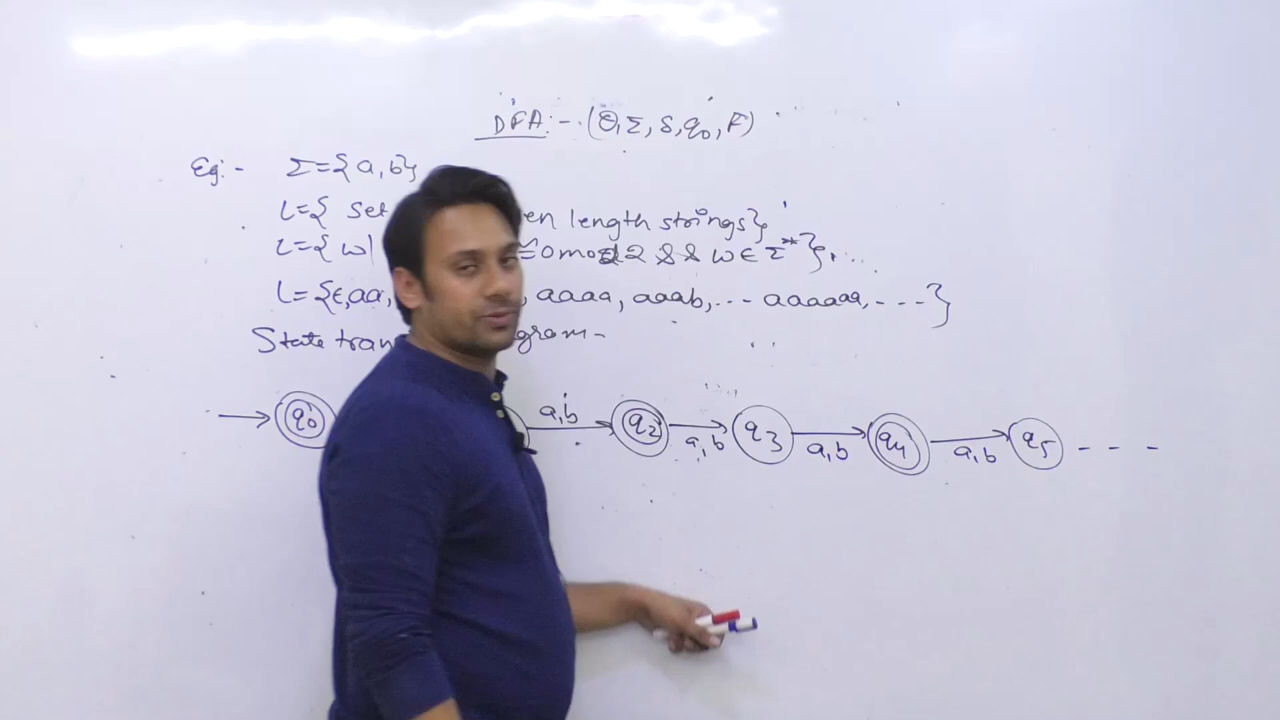 DFA:- (Q, Σ, δ, q0, F)
Eg:- Σ={a,b}
L={ Set en length strings}
L={ w| ≅0 mod 2 && w ∈ Σ**},...
L={ϵ,aa, , aaaa, aaab,--- aaaaaa, ---}
State tran gram-
q0 a,b q2 a,b q3 a,b q4 a,b q5 - - -